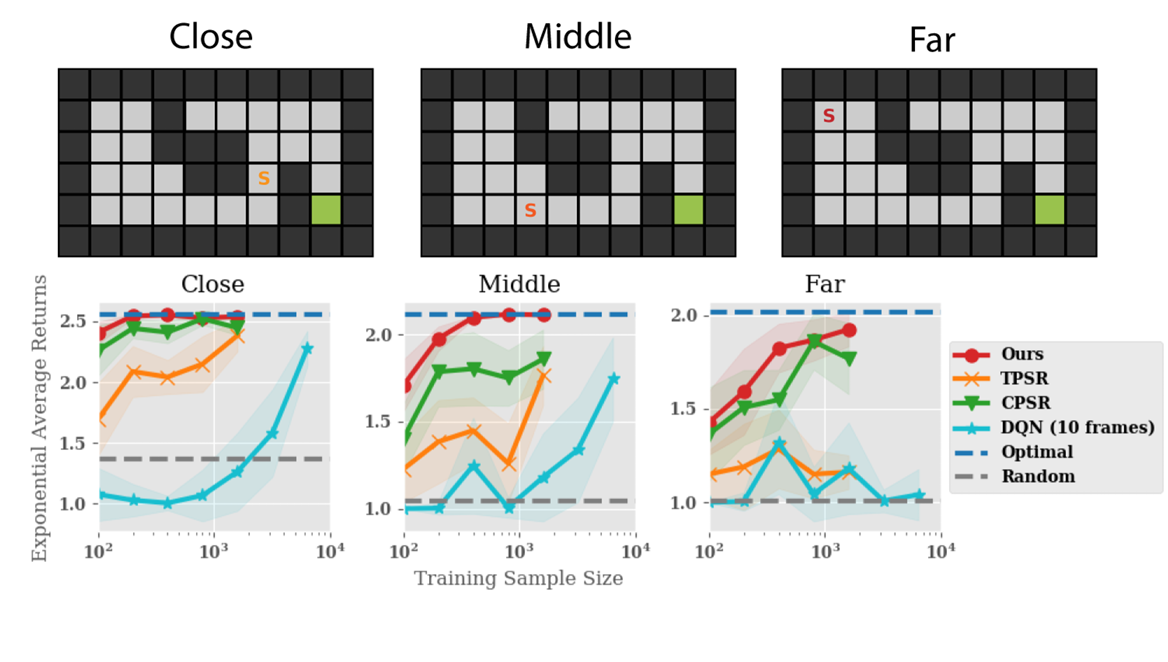 Close Middle Far
S
S
S
Close Middle Far
Exponential Average Returns
2.5
2.0
1.5
1.0
10²
10³
10⁴
2.0
1.5
1.0
10²
10³
10⁴
2.0
1.5
1.0
10²
10³
10⁴
Training Sample Size
Ours
TPSR
CPSR
DQN (10 frames)
Optimal
Random